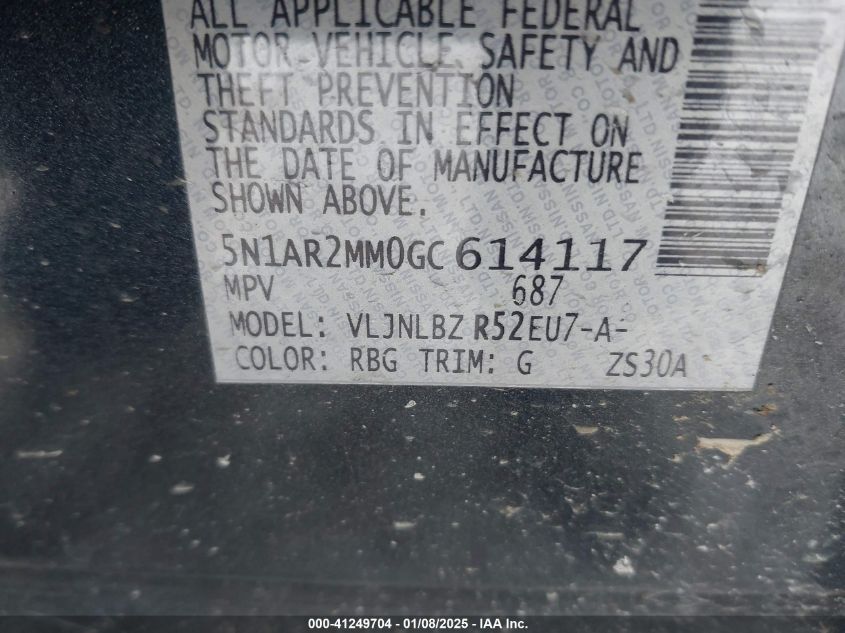 ALL APPLICABLE FEDERAL
MOTOR VEHICLE SAFETY AND
THEFT PREVENTION
STANDARDS IN EFFECT ON
THE DATE OF MANUFACTURE
SHOWN ABOVE.
5N1AR2MM0GC614117
MPV 687
MODEL: VLJNLBZ R52EU7-A-
COLOR: RBG TRIM: G ZS30A
000-41249704 - 01/08/2025 - IAA Inc.